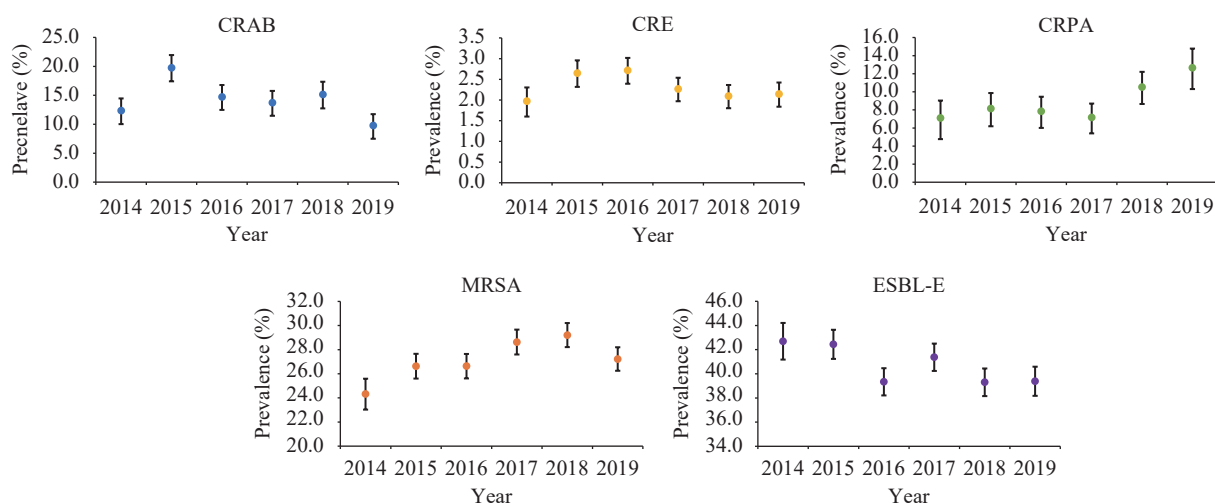 CRAB
Precnelave (%)
25.0
20.0
15.0
10.0
5.0
0.0
2014 2015 2016 2017 2018 2019
Year
CRE
Prevalence (%)
3.5
3.0
2.5
2.0
1.5
1.0
0.5
0.0
2014 2015 2016 2017 2018 2019
Year
CRPA
Prevalence (%)
16.0
14.0
12.0
10.0
8.0
6.0
4.0
2.0
0.0
2014 2015 2016 2017 2018 2019
Year
MRSA
Prevalence (%)
32.0
30.0
28.0
26.0
24.0
22.0
20.0
2014 2015 2016 2017 2018 2019
Year
ESBL-E
Prevalence (%)
46.0
44.0
42.0
40.0
38.0
36.0
34.0
2014 2015 2016 2017 2018 2019
Year